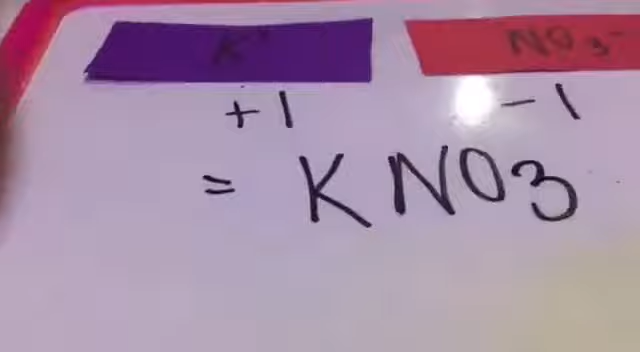 K+ NO3-
+1 -1
= KNO3